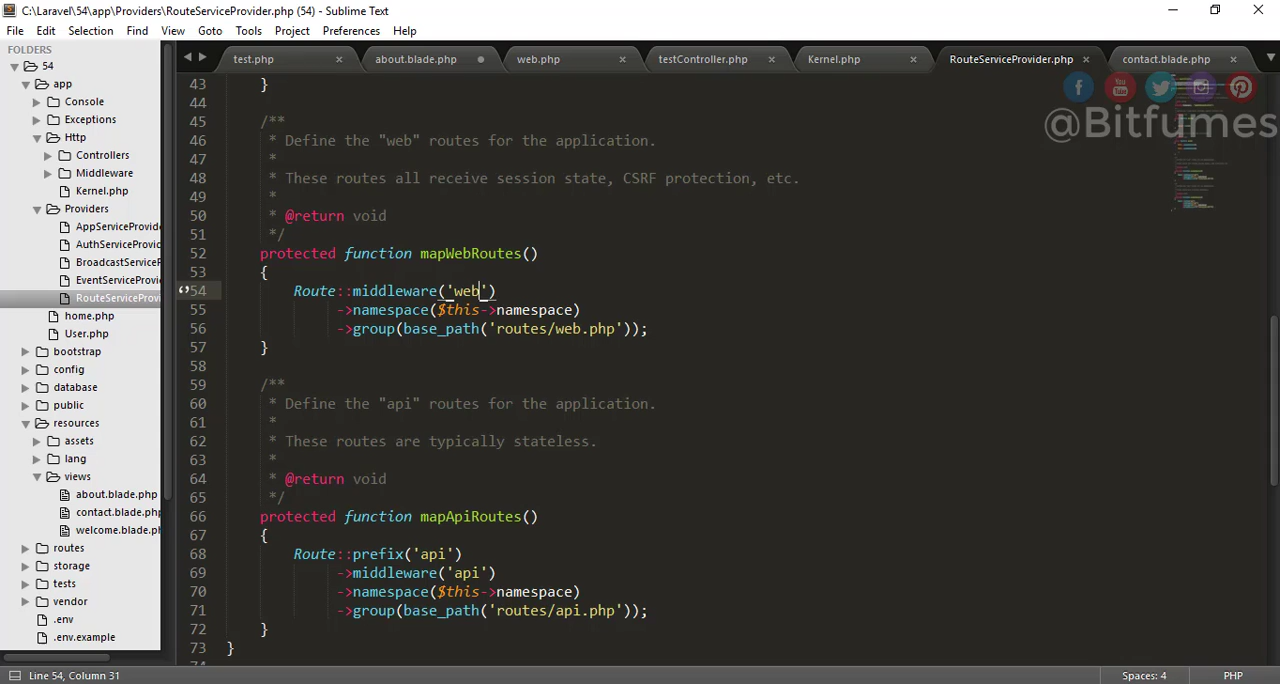 C:\Laravel\54\app\Providers\RouteServiceProvider.php (54) - Sublime Text
File Edit Selection Find View Goto Tools Project Preferences Help
FOLDERS
54
app
Console
Exceptions
Http
Controllers
Middleware
Kernel.php
Providers
AppServiceProvide
AuthServiceProvid
BroadcastServiceP
EventServiceProvi
RouteServiceProvi
home.php
User.php
bootstrap
config
database
public
resources
assets
lang
views
about.blade.php
contact.blade.php
welcome.blade.ph
routes
storage
tests
vendor
.env
.env.example
test.php
about.blade.php
web.php
testController.php
Kernel.php
RouteServiceProvider.php
contact.blade.php
@Bitfumes
43 }
44
45 /**
46 * Define the "web" routes for the application.
47 *
48 * These routes all receive session state, CSRF protection, etc.
49 *
50 * @return void
51 */
52 protected function mapWebRoutes()
53 {
54 Route::middleware('web')
55 ->namespace($this->namespace)
56 ->group(base_path('routes/web.php'));
57 }
58
59 /**
60 * Define the "api" routes for the application.
61 *
62 * These routes are typically stateless.
63 *
64 * @return void
65 */
66 protected function mapApiRoutes()
67 {
68 Route::prefix('api')
69 ->middleware('api')
70 ->namespace($this->namespace)
71 ->group(base_path('routes/api.php'));
72 }
73 }
74
Line 54, Column 31
Spaces: 4
PHP